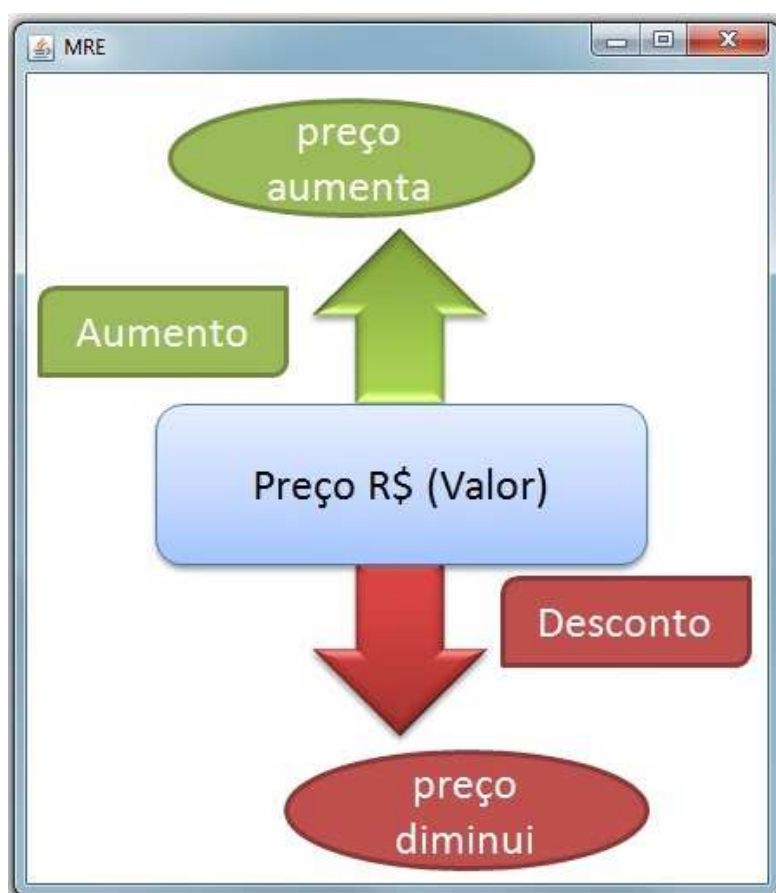 MRE
preço
aumenta
Aumento
Preço R$ (Valor)
Desconto
preço
diminui